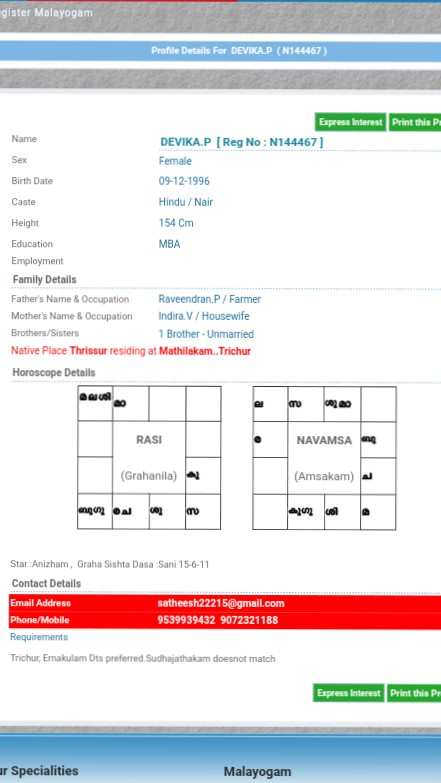 gister Malayogam
Profile Details For DEVIKA.P ( N144467 )
Express Interest Print this Pr
Name DEVIKA.P [ Reg No : N144467 ]
Sex Female
Birth Date 09-12-1996
Caste Hindu / Nair
Height 154 Cm
Education MBA
Employment
Family Details
Father's Name & Occupation Raveendran.P / Farmer
Mother's Name & Occupation Indira.V / Housewife
Brothers/Sisters 1 Brother - Unmarried
Native Place Thrissur residing at Mathilakam..Trichur
Horoscope Details
മ ല ശി മാ ല സ ശു മാ
RASI ര NAVAMSA ബു
(Grahanila) കു (Amsakam) ച
ബു ഗു ര ച ശു സ കു ഗു ശി മ
Star :Anizham , Graha Sishta Dasa :Sani 15-6-11
Contact Details
Email Address satheesh22215@gmail.com
Phone/Mobile 9539939432 9072321188
Requirements
Trichur, Ernakulam Dts preferred.Sudhajathakam doesnot match
Express Interest Print this Pr
ur Specialities Malayogam